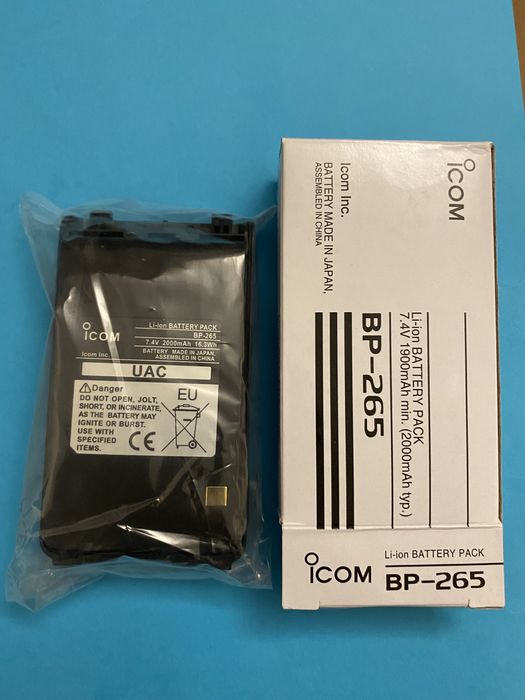 ICOM
Li-ion BATTERY PACK
BP-265
7.4V 2000mAh 16.3Wh
Icom Inc.
BATTERY MADE IN JAPAN,
ASSEMBLED IN CHINA
UAC
Danger
DO NOT OPEN, JOLT,
SHORT, OR INCINERATE,
AS THE BATTERY MAY
IGNITE OR BURST.
USE WITH
SPECIFIED
ITEMS.
EU
CE
ICOM
Li-ion BATTERY PACK
7.4V 1900mAh min. (2000mAh typ.)
BP-265
Icom Inc.
BATTERY MADE IN JAPAN,
ASSEMBLED IN CHINA
ICOM
Li-ion BATTERY PACK
BP-265